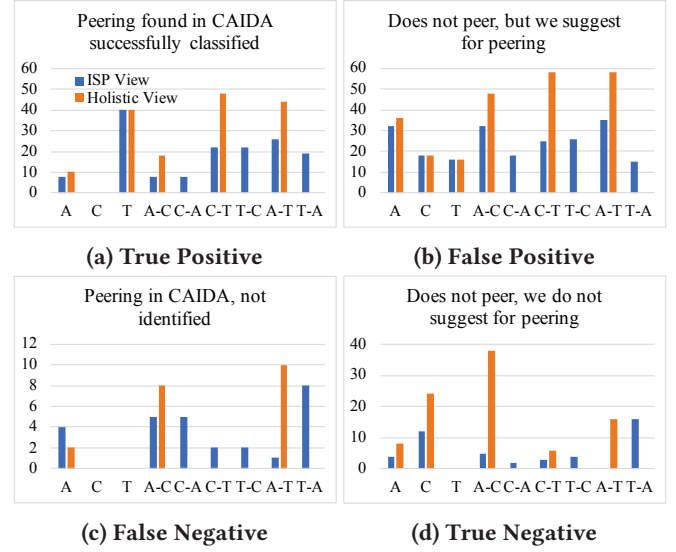 Peering found in CAIDA
successfully classified
60
50
40
30
20
10
0
ISP View
Holistic View
A C T A-C C-A C-T T-C A-T T-A
(a) True Positive
Does not peer, but we suggest
for peering
60
50
40
30
20
10
0
A C T A-C C-A C-T T-C A-T T-A
(b) False Positive
Peering in CAIDA, not
identified
12
10
8
6
4
2
0
A C T A-C C-A C-T T-C A-T T-A
(c) False Negative
Does not peer, we do not
suggest for peering
40
30
20
10
0
A C T A-C C-A C-T T-C A-T T-A
(d) True Negative